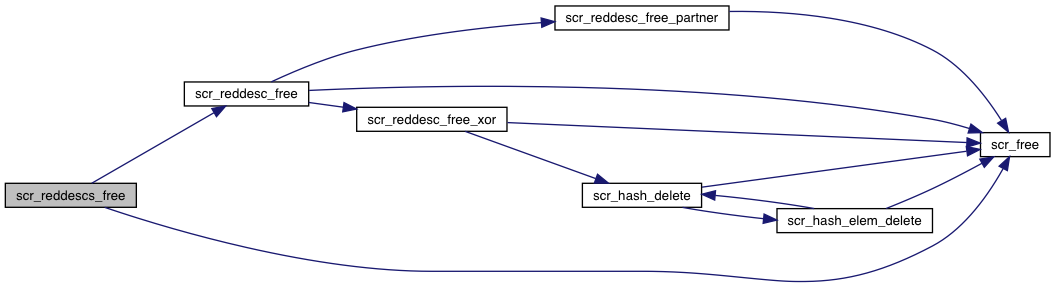 scr_reddesc_free_partner
scr_reddesc_free
scr_reddesc_free_xor
scr_free
scr_reddescs_free
scr_hash_delete
scr_hash_elem_delete